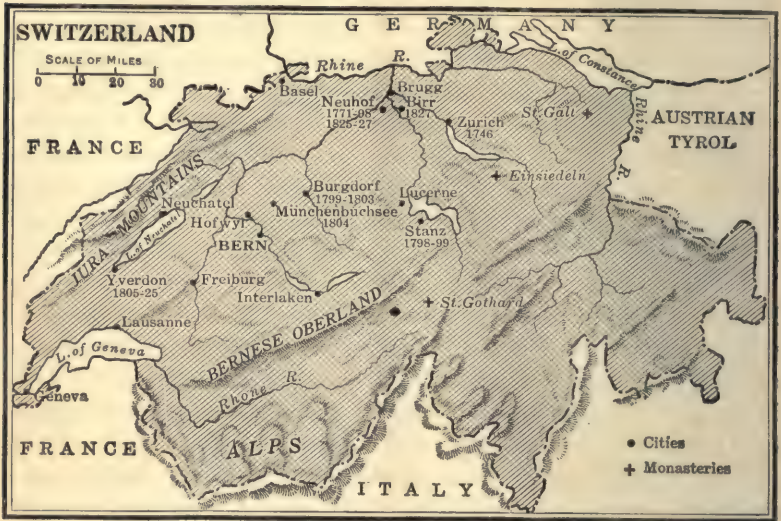 SWITZERLAND
SCALE OF MILES
0 10 20 30
GERMANY
Rhine R.
L. of Constance
Basel
Brugg
Neuhof
1771-98
1825-27
Birr
1827
Zurich
1746
St. Gall
Rhine R.
AUSTRIAN
TYROL
FRANCE
Einsiedeln
JURA MOUNTAINS
Neuchatel
L. of Neuchatel
Burgdorf
1799-1803
Münchenbuchsee
1804
Lucerne
Hofwyl
BERN
Stanz
1798-99
Yverdon
1805-25
Freiburg
Interlaken
St. Gothard
BERNESE OBERLAND
Lausanne
L. of Geneva
Rhone R.
Geneva
FRANCE
ALPS
ITALY
Cities
Monasteries